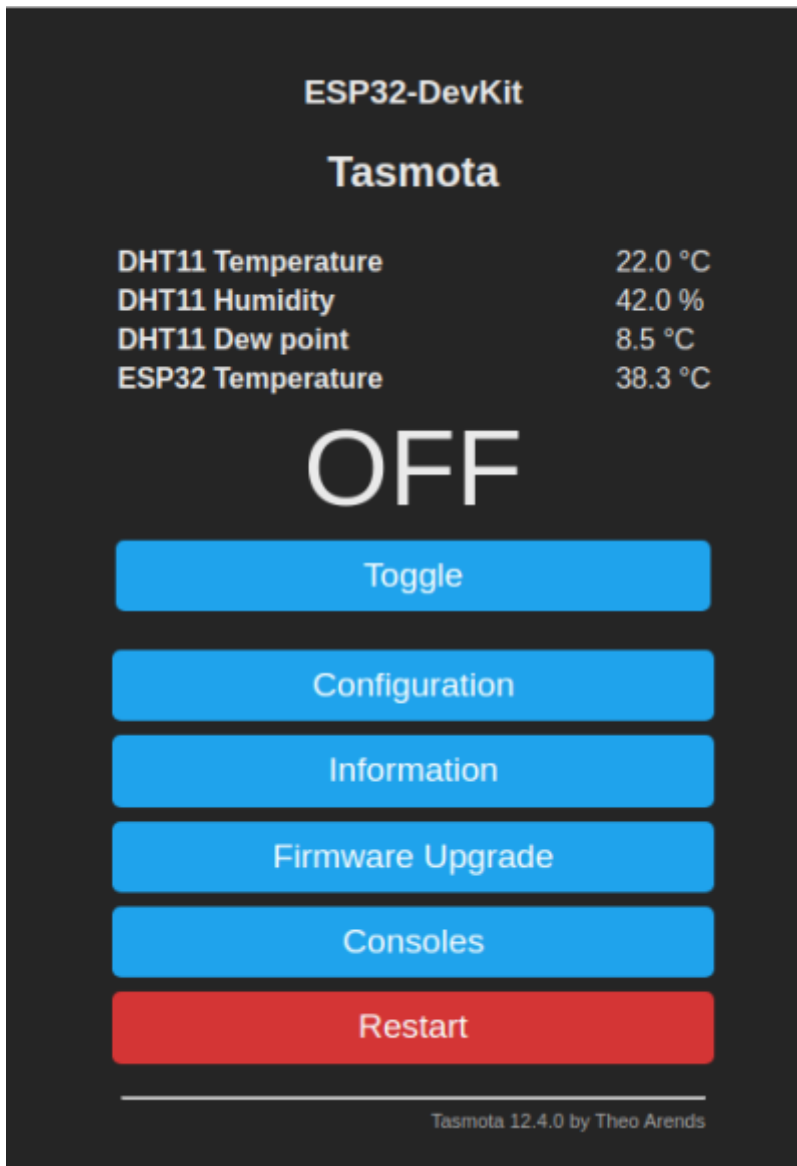 ESP32-DevKit
Tasmota
DHT11 Temperature 22.0 °C
DHT11 Humidity 42.0 %
DHT11 Dew point 8.5 °C
ESP32 Temperature 38.3 °C
OFF
Toggle
Configuration
Information
Firmware Upgrade
Consoles
Restart
Tasmota 12.4.0 by Theo Arends